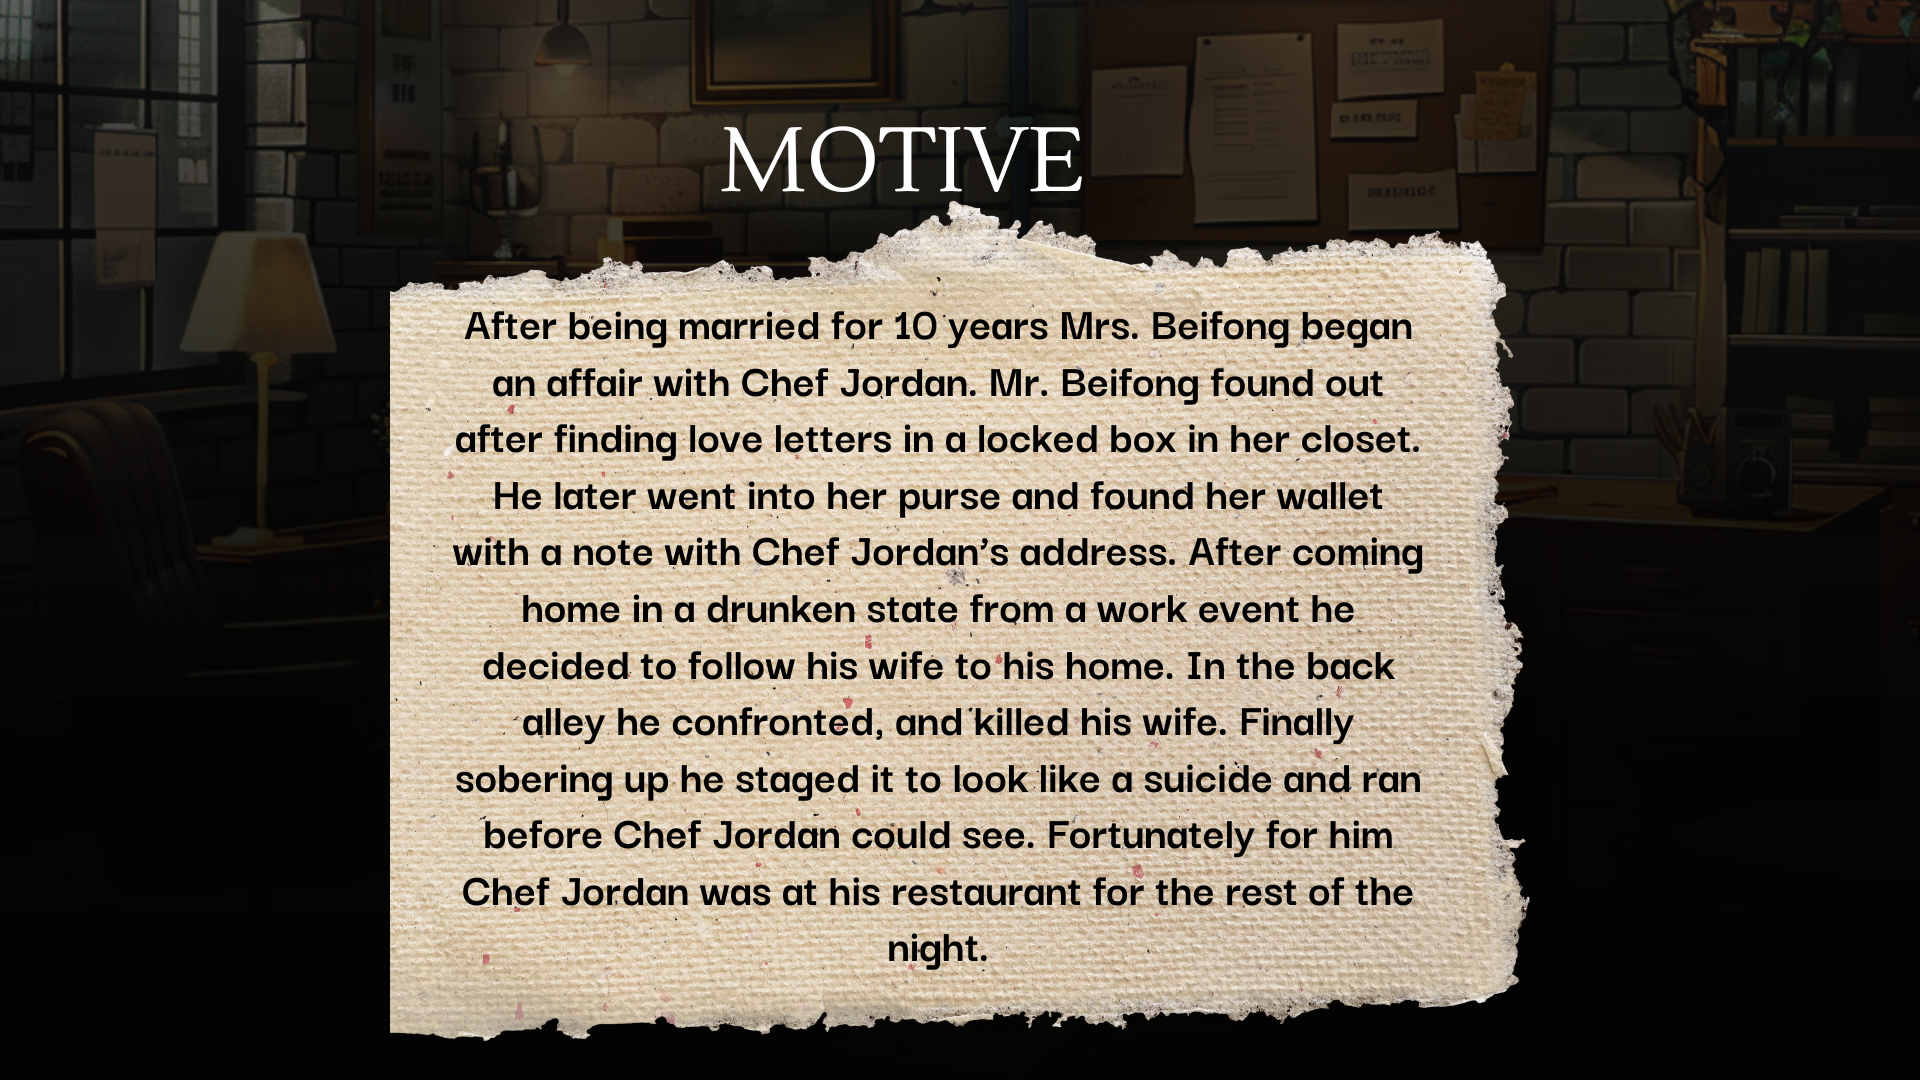 MOTIVE
After being married for 10 years Mrs. Beifong began
an affair with Chef Jordan. Mr. Beifong found out
after finding love letters in a locked box in her closet.
He later went into her purse and found her wallet
with a note with Chef Jordan’s address. After coming
home in a drunken state from a work event he
decided to follow his wife to his home. In the back
alley he confronted, and killed his wife. Finally
sobering up he staged it to look like a suicide and ran
before Chef Jordan could see. Fortunately for him
Chef Jordan was at his restaurant for the rest of the
night.